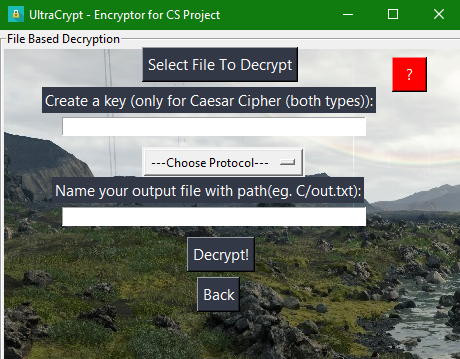 UltraCrypt - Encryptor for CS Project
File Based Decryption
Select File To Decrypt
?
Create a key (only for Caesar Cipher (both types)):
---Choose Protocol---
Name your output file with path(eg. C/out.txt):
Decrypt!
Back